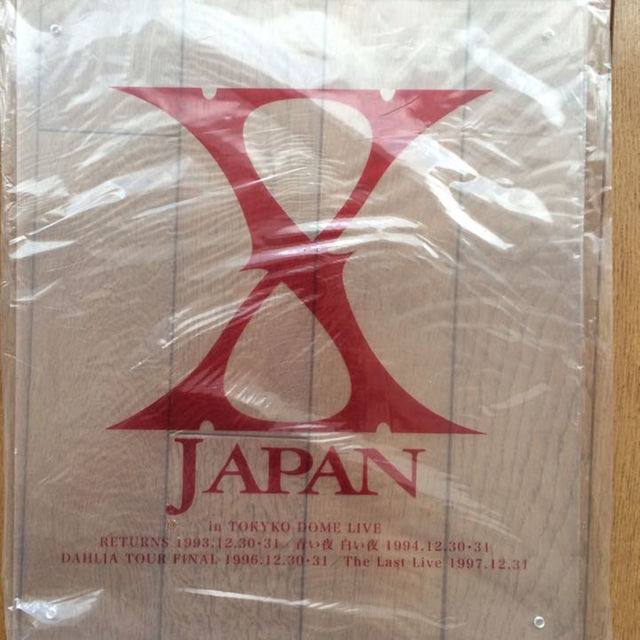 X
JAPAN
in TOKYKO DOME LIVE
RETURNS 1993.12.30・31 青い夜 白い夜 1994.12.30・31
DAHLIA TOUR FINAL 1996.12.30・31 The Last Live 1997.12.31